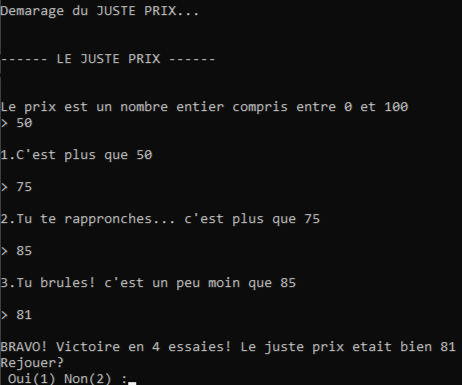 Demarage du JUSTE PRIX...
------ LE JUSTE PRIX ------
Le prix est un nombre entier compris entre 0 et 100
> 50
1.C'est plus que 50
> 75
2.Tu te rappronches... c'est plus que 75
> 85
3.Tu brules! c'est un peu moin que 85
> 81
BRAVO! Victoire en 4 essaies! Le juste prix etait bien 81
Rejouer?
Oui(1) Non(2) :